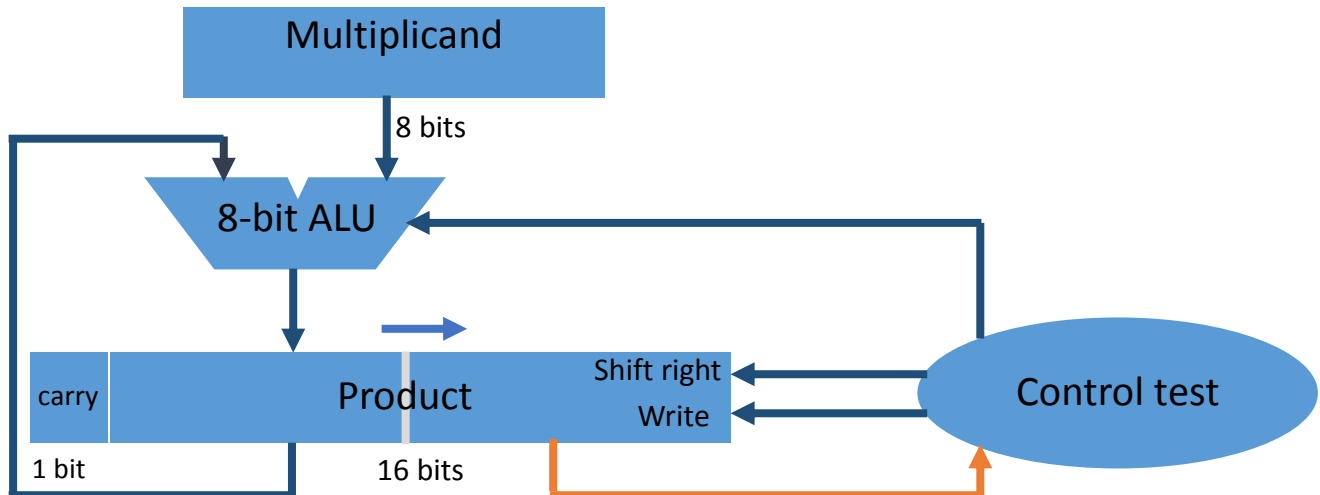 Multiplicand
8 bits
8-bit ALU
Shift right
carry
Product
Write
Control test
1 bit
16 bits